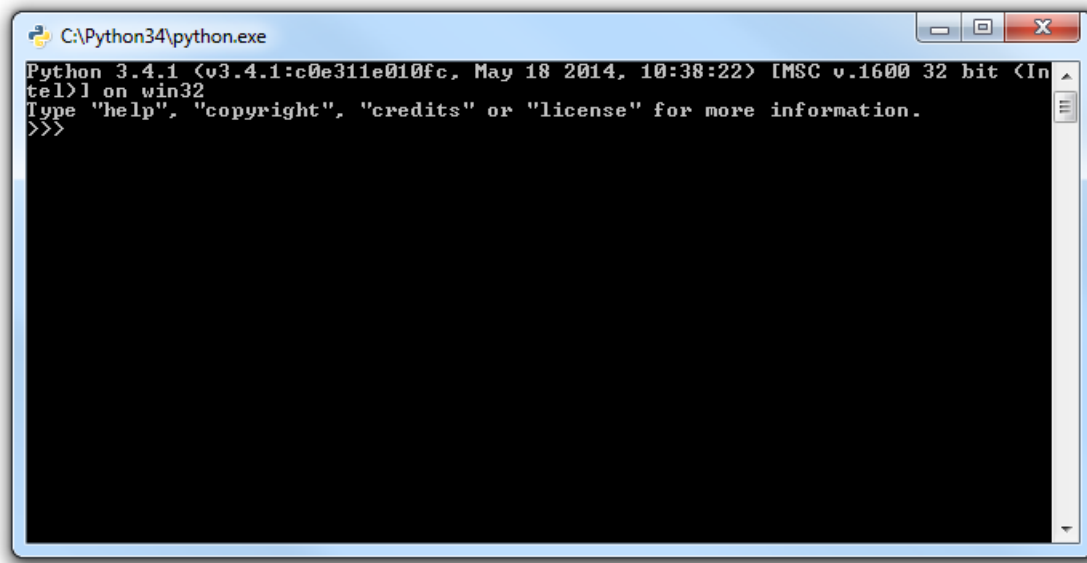 C:\Python34\python.exe
Python 3.4.1 (v3.4.1:c0e311e010fc, May 18 2014, 10:38:22) [MSC v.1600 32 bit (In
tel)] on win32
Type "help", "copyright", "credits" or "license" for more information.
>>>